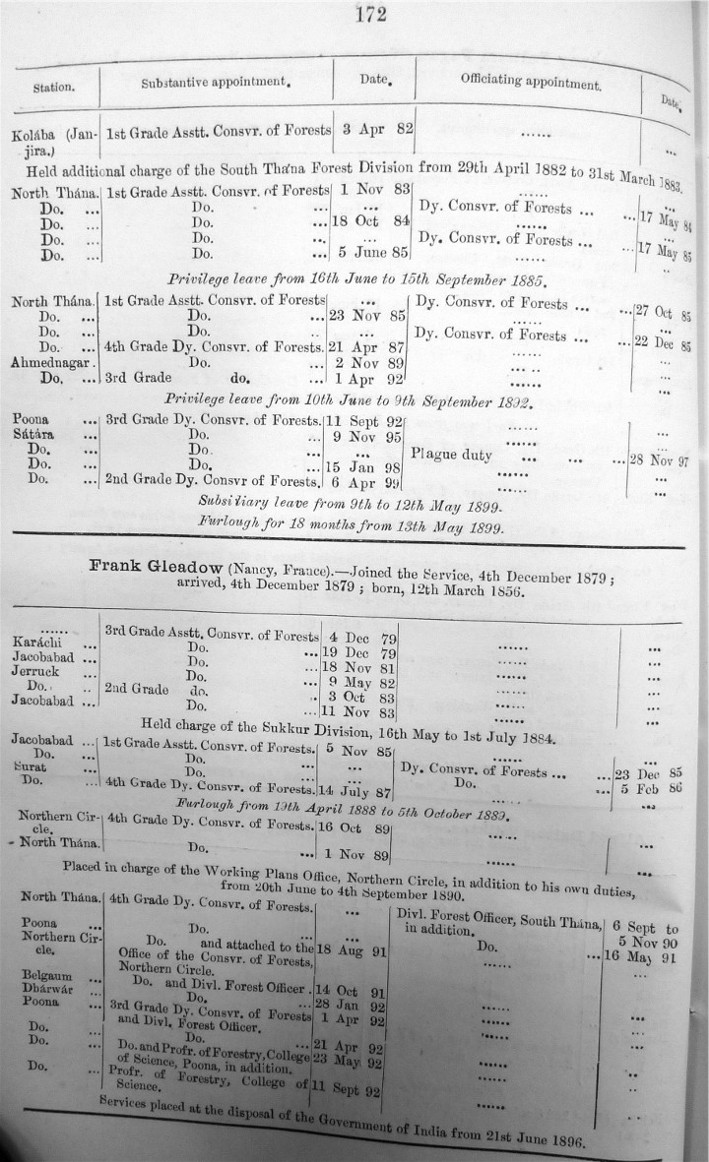 172
Station. Substantive appointment. Date. Officiating appointment. Date.
Kolába (Jan- 1st Grade Asstt. Consvr. of Forests 3 Apr 82 ...... ...
jira.)
Held additional charge of the South Thána Forest Division from 29th April 1882 to 31st March 1883.
North Thána. 1st Grade Asstt. Consvr. of Forests 1 Nov 83 ...... ...
Do. ... Do. ... ... Dy. Consvr. of Forests ... ... 17 May 84
Do. ... Do. ... 18 Oct 84 ...... ...
Do. ... Do. ... ... Dy. Consvr. of Forests ... ... 17 May 85
Do. ... Do. ... 5 June 85 ...... ..
Privilege leave from 16th June to 15th September 1885.
North Thána. 1st Grade Asstt. Consvr. of Forests ... Dy. Consvr. of Forests ... ... 27 Oct 85
Do. ... Do. ... 23 Nov 85 ...... ...
Do. ... Do. .. ... Dy. Consvr. of Forests ... ... 22 Dec 85
Do. ... 4th Grade Dy. Consvr. of Forests. 21 Apr 87 ...... ...
Ahmednagar . Do. ... 2 Nov 89 ... .. ...
Do. ... 3rd Grade do. ... 1 Apr 92 ... ... ...
Privilege leave from 10th June to 9th September 1892.
Poona ... 3rd Grade Dy. Consvr. of Forests. 11 Sept 92 ...... ...
Sátára ... Do. ... 9 Nov 95 ...... ...
Do. ... Do. ... ... Plague duty ... ... ... ... 28 Nov 97
Do. ... Do. ... 15 Jan 98 ...... ...
Do. ... 2nd Grade Dy. Consvr of Forests. 6 Apr 99 ...... ...
Subsidiary leave from 9th to 12th May 1899.
Furlough for 18 months from 13th May 1899.
Frank Gleadow (Nancy, France).—Joined the Service, 4th December 1879 ;
arrived, 4th December 1879 ; born, 12th March 1856.
...... 3rd Grade Asstt. Consvr. of Forests 4 Dec 79 ...... ...
Karáchi ... Do. ... 19 Dec 79 ...... ...
Jacobabad ... Do. ... 18 Nov 81 ...... ...
Jerruck ... Do. ... 9 May 82 ...... ...
Do. .. 2nd Grade do. .. 3 Oct 83 ...... ...
Jacobabad ... Do. ... 11 Nov 83 ...... ...
Held charge of the Sukkur Division, 16th May to 1st July 1884.
Jacobabad ... 1st Grade Asstt. Consvr. of Forests. 5 Nov 85 ...... ...
Do. ... Do. ... ... Dy. Consvr. of Forests ... ... 23 Dec 85
Surat ... Do. ... ... Do. ... 5 Feb 86
Do. ... 4th Grade Dy. Consvr. of Forests. 14 July 87 ...... ...
Furlough from 19th April 1888 to 5th October 1889.
Northern Cir- 4th Grade Dy. Consvr. of Forests. 16 Oct 89 ... ... ...
cle.
North Thána. Do. ... 1 Nov 89 ...... ...
Placed in charge of the Working Plans Office, Northern Circle, in addition to his own duties,
from 20th June to 4th September 1890.
North Thána. 4th Grade Dy. Consvr. of Forests. ... Divl. Forest Officer, South Thána, 6 Sept to
in addition. 5 Nov 90
Poona ... Do. ... ... Do. ... 16 May 91
Northern Cir- Do. and attached to the 18 Aug 91 ...... ...
cle. Office of the Consvr. of Forests,
Northern Circle.
Belgaum ... Do. and Divl. Forest Officer . 14 Oct 91
Dhárwár ... Do. ... 28 Jan 92 ...... ...
Poona ... 3rd Grade Dy. Consvr. of Forests 1 Apr 92 ...... ...
and Divl. Forest Officer.
Do. ... Do. ... 21 Apr 92
Do. ... Do. and Profr. of Forestry, College 23 May 92 ...... ..
of Science, Poona, in addition.
Do. ... Profr. of Forestry, College of 11 Sept 92 ...... ..
Science.
Services placed at the disposal of the Government of India from 21st June 1896.